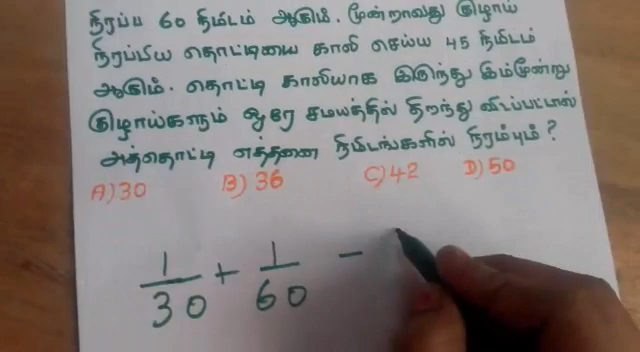 நிரப்ப 60 நிமிடம் ஆகும். மூன்றாவது குழாய்
நிரப்பிய தொட்டியை காலி செய்ய 45 நிமிடம்
ஆகும். தொட்டி காலியாக இருந்து இம்மூன்று
குழாய்களும் ஒரே சமயத்தில் திறந்து விடப்பட்டால்
அத்தொட்டி எத்தனை நிமிடங்களில் நிரம்பும்?
A) 30 B) 36 C) 42 D) 50
1/30 + 1/60 -